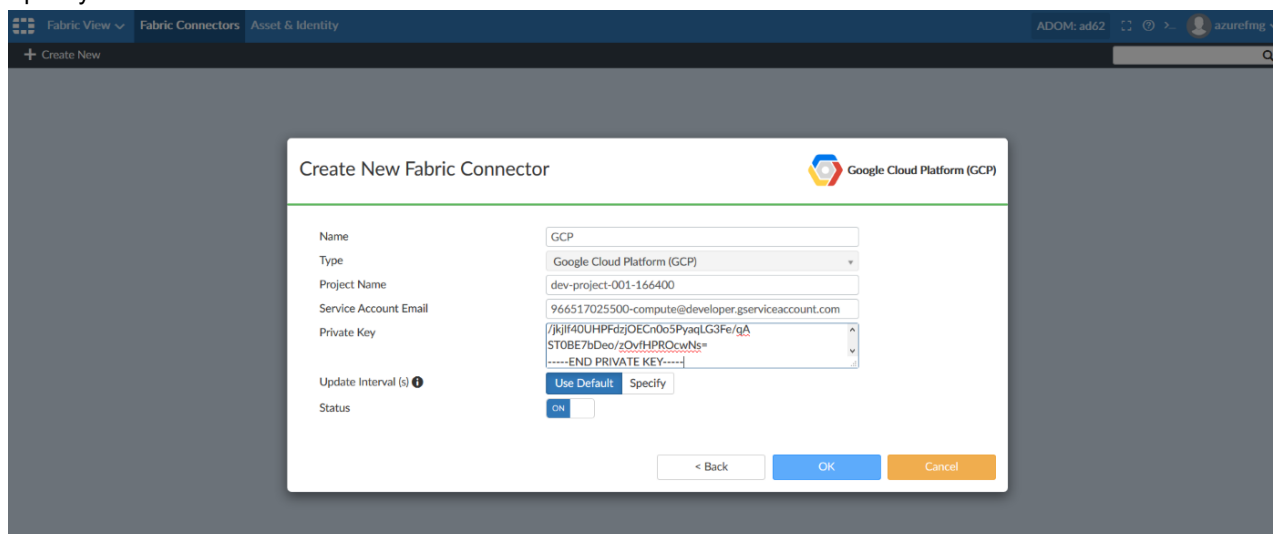 Fabric View Fabric Connectors Asset & Identity ADOM: ad62 azurefmg
+ Create New
Create New Fabric Connector Google Cloud Platform (GCP)
Name GCP
Type Google Cloud Platform (GCP)
Project Name dev-project-001-166400
Service Account Email 966517025500-compute@developer.gserviceaccount.com
Private Key /jkjIf40UHPFdzjOECn0o5PyaqLG3Fe/gA
ST0BE7bDeo/zOvfHPROcwNs=
-----END PRIVATE KEY-----
Update Interval (s) Use Default Specify
Status ON
< Back OK Cancel